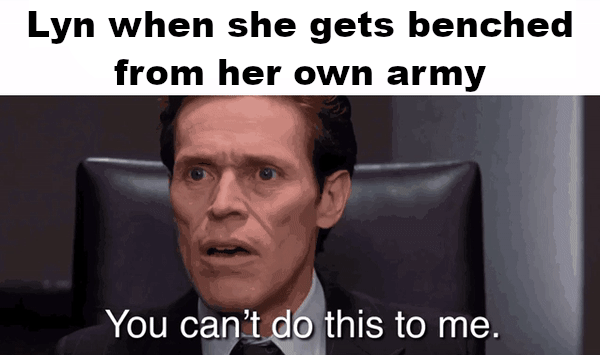 Lyn when she gets benched
from her own army
You can't do this to me.